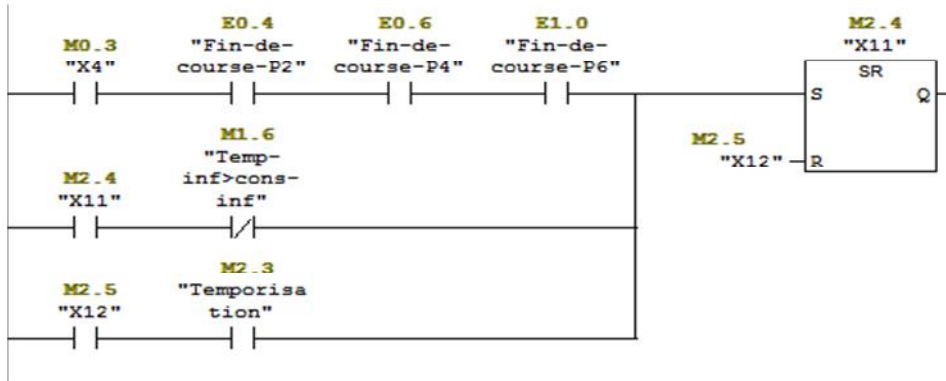 E0.4
E0.6
E1.0
M2.4
M0.3
"Fin-de-
"Fin-de-
"Fin-de-
"X11"
"X4"
course-P2"
course-P4"
course-P6"
SR
S
Q
M1.6
M2.5
"Temp-
"X12"
R
M2.4
inf>cons-
"X11"
inf"
M2.3
M2.5
"Temporisa
"X12"
tion"